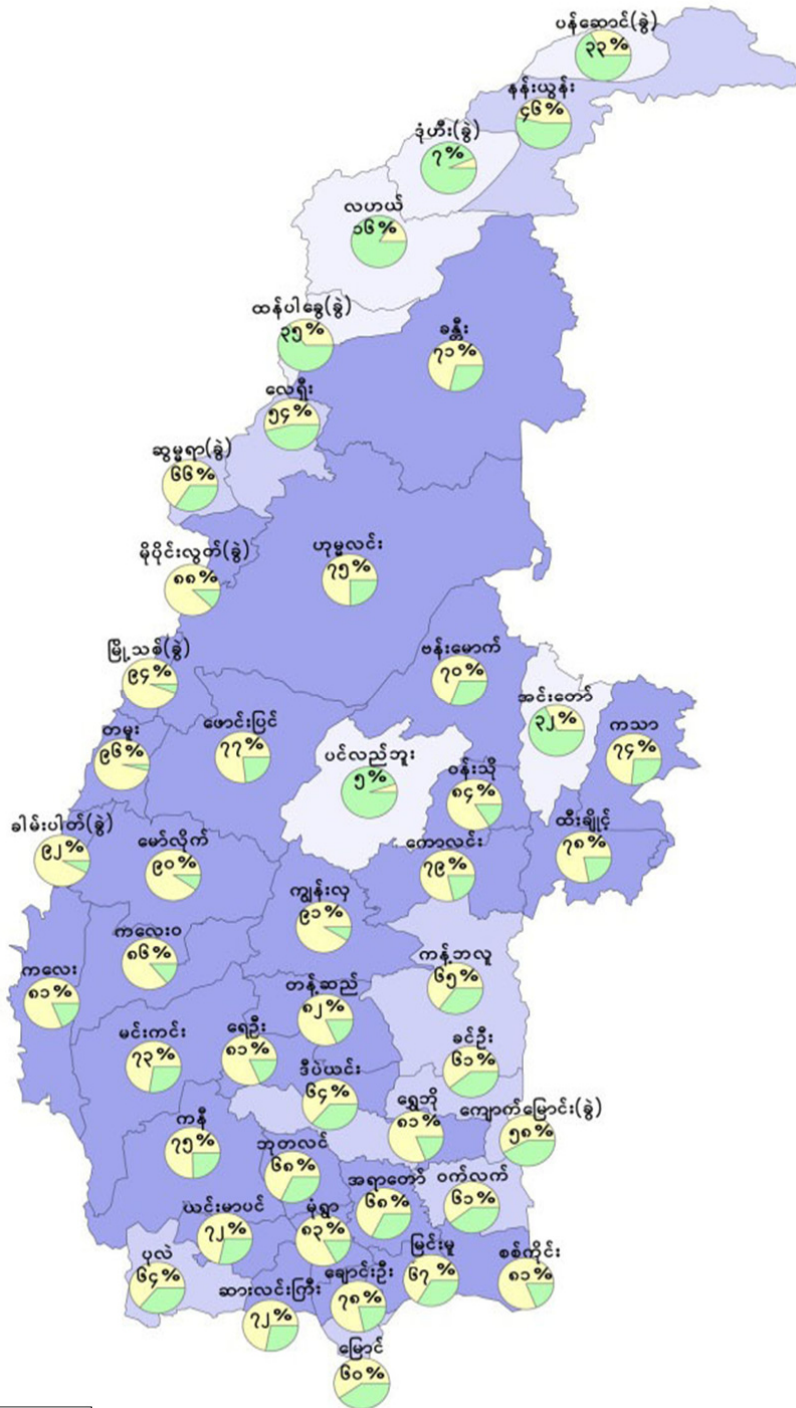 ပန်ဆောင်(ခွဲ)
၃၃%
နန်းယွန်း
၄၆%
ဒုံဟီး(ခွဲ)
၇%
လဟယ်
၁၆%
ထန်ပါခွေ(ခွဲ)
၃၅%
ခန္တီး
၇၁%
လေရှီး
၅၄%
ဆွမ္မရာ(ခွဲ)
၆၆%
မိုပိုင်းလွတ်(ခွဲ)
၈၈%
ဟုမ္မလင်း
၇၅%
မြို့သစ်(ခွဲ)
၉၄%
ဗန်းမောက်
၇၀%
အင်းတော်
၃၂%
ကသာ
၇၄%
တမူး
၉၆%
ဖောင်းပြင်
၇၇%
ပင်လည်ဘူး
၅%
ဝန်းသို
၈၄%
ထီးချိုင့်
၇၈%
ခါမ်းပါတ်(ခွဲ)
၉၂%
မော်လိုက်
၉၀%
ကောလင်း
၇၉%
ကျွန်းလှ
၉၁%
ကလေးဝ
၈၆%
ကန့်ဘလူ
၆၅%
ကလေး
၈၁%
တန့်ဆည်
၈၂%
မင်းကင်း
၇၃%
ရေဦး
၈၁%
ခင်ဦး
၆၁%
ဒီပဲယင်း
၆၄%
ရွှေဘို
၈၁%
ကျောက်မြောင်း(ခွဲ)
၅၈%
ကနီ
၇၅%
ဘုတလင်
၆၈%
အရာတော်
၆၈%
ဝက်လက်
၆၁%
ယင်းမာပင်
၇၂%
မုံရွာ
၈၃%
မြင်းမူ
၆၇%
စစ်ကိုင်း
၈၁%
ပုလဲ
၆၄%
ဆားလင်းကြီး
၇၂%
ချောင်းဦး
၇၈%
မြောင်
၆၀%